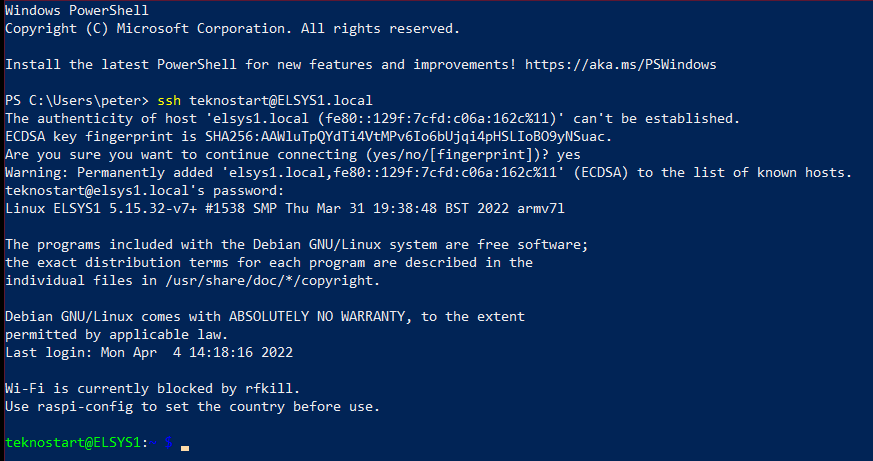 Windows PowerShell
Copyright (C) Microsoft Corporation. All rights reserved.
Install the latest PowerShell for new features and improvements! https://aka.ms/PSWindows
PS C:\Users\peter> ssh teknostart@ELSYS1.local
The authenticity of host 'elsys1.local (fe80::129f:7cfd:c06a:162c%11)' can't be established.
ECDSA key fingerprint is SHA256:AAWluTpQYdTi4VtMPv6Io6bUjqi4pHSLIoBO9yNSuac.
Are you sure you want to continue connecting (yes/no/[fingerprint])? yes
Warning: Permanently added 'elsys1.local,fe80::129f:7cfd:c06a:162c%11' (ECDSA) to the list of known hosts.
teknostart@elsys1.local's password:
Linux ELSYS1 5.15.32-v7+ #1538 SMP Thu Mar 31 19:38:48 BST 2022 armv7l
The programs included with the Debian GNU/Linux system are free software;
the exact distribution terms for each program are described in the
individual files in /usr/share/doc/*/copyright.
Debian GNU/Linux comes with ABSOLUTELY NO WARRANTY, to the extent
permitted by applicable law.
Last login: Mon Apr  4 14:18:16 2022
Wi-Fi is currently blocked by rfkill.
Use raspi-config to set the country before use.
teknostart@ELSYS1: